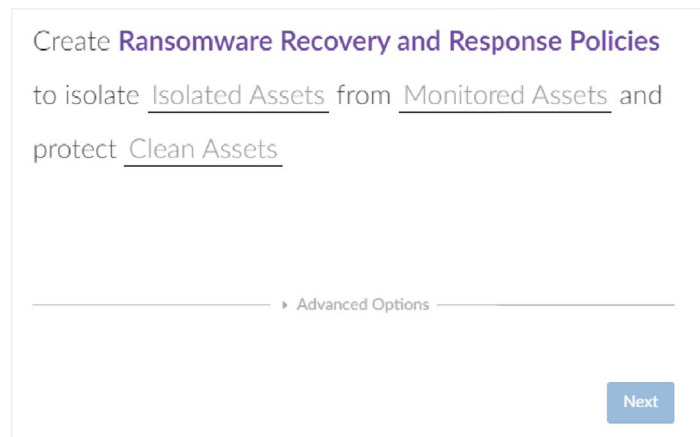 Create Ransomware Recovery and Response Policies
to isolate Isolated Assets from Monitored Assets and
protect Clean Assets
Advanced Options
Next